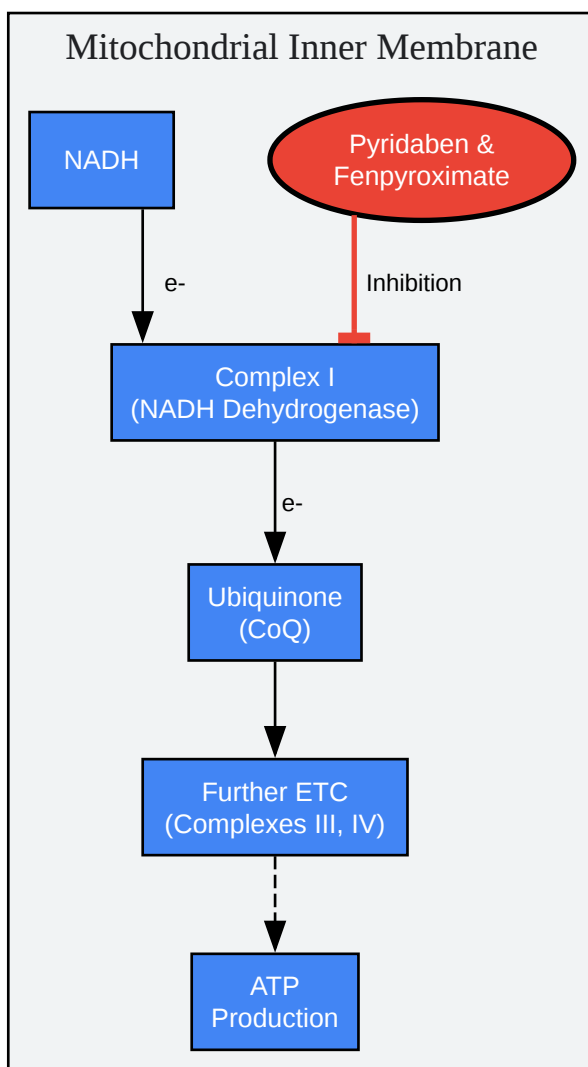 Mitochondrial Inner Membrane
NADH
Pyridaben &
Fenpyroximate
e-
Inhibition
Complex I
(NADH Dehydrogenase)
e-
Ubiquinone
(CoQ)
Further ETC
(Complexes III, IV)
ATP
Production